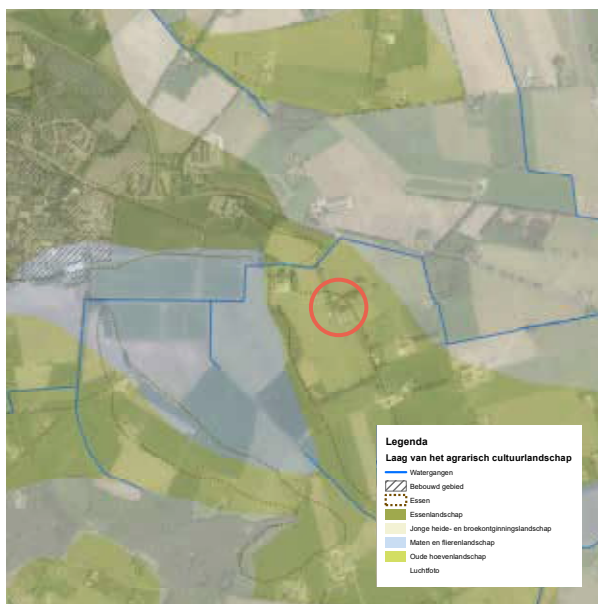 Legenda
Laag van het agrarisch cultuurlandschap
Watergangen
Bebouwd gebied
Essen
Essenlandschap
Jonge heide- en broekontginningslandschap
Maten en flierenlandschap
Oude hoevenlandschap
Luchtfoto